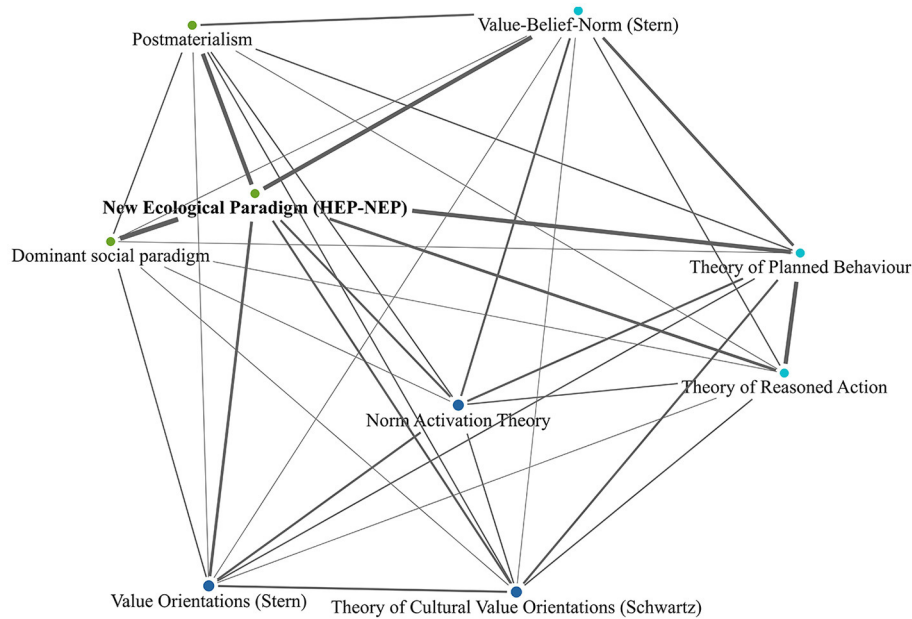 Value-Belief-Norm (Stern)
Postmaterialism
New Ecological Paradigm (HEP-NEP)
Dominant social paradigm
Theory of Planned Behaviour
Theory of Reasoned Action
Norm Activation Theory
Value Orientations (Stern)
Theory of Cultural Value Orientations (Schwartz)